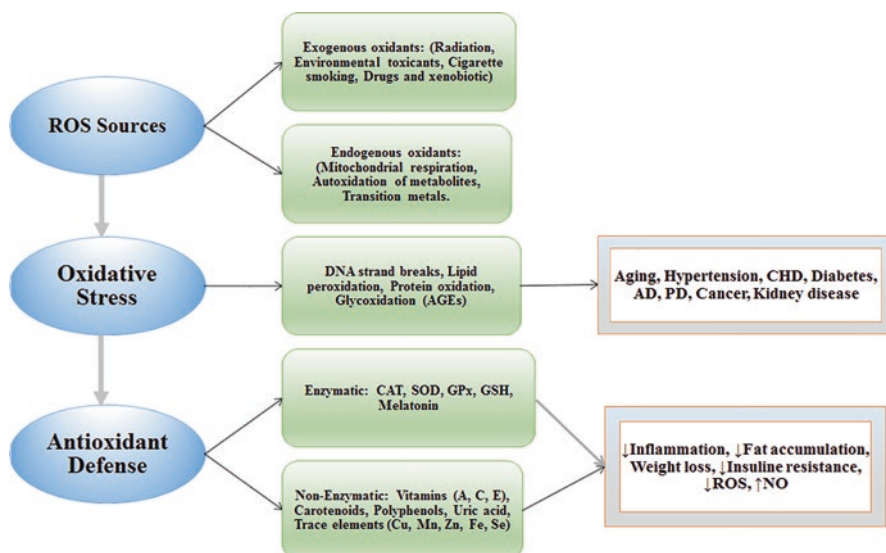 Exogenous oxidants: (Radiation,
Environmental toxicants, Cigarette
smoking, Drugs and xenobiotic)
ROS Sources
Endogenous oxidants:
(Mitochondrial respiration,
Autoxidation of metabolites,
Transition metals.
Oxidative
Stress
DNA strand breaks, Lipid
peroxidation, Protein oxidation,
Glycoxidation (AGEs)
Aging, Hypertension, CHD, Diabetes,
AD, PD, Cancer, Kidney disease
Enzymatic: CAT, SOD, GPx, GSH,
Melatonin
Antioxidant
Defense
Non-Enzymatic: Vitamins (A, C, E),
Carotenoids, Polyphenols, Uric acid,
Trace elements (Cu, Mn, Zn, Fe, Se)
↓Inflammation, ↓Fat accumulation,
Weight loss, ↓Insuline resistance,
↓ROS, ↑NO